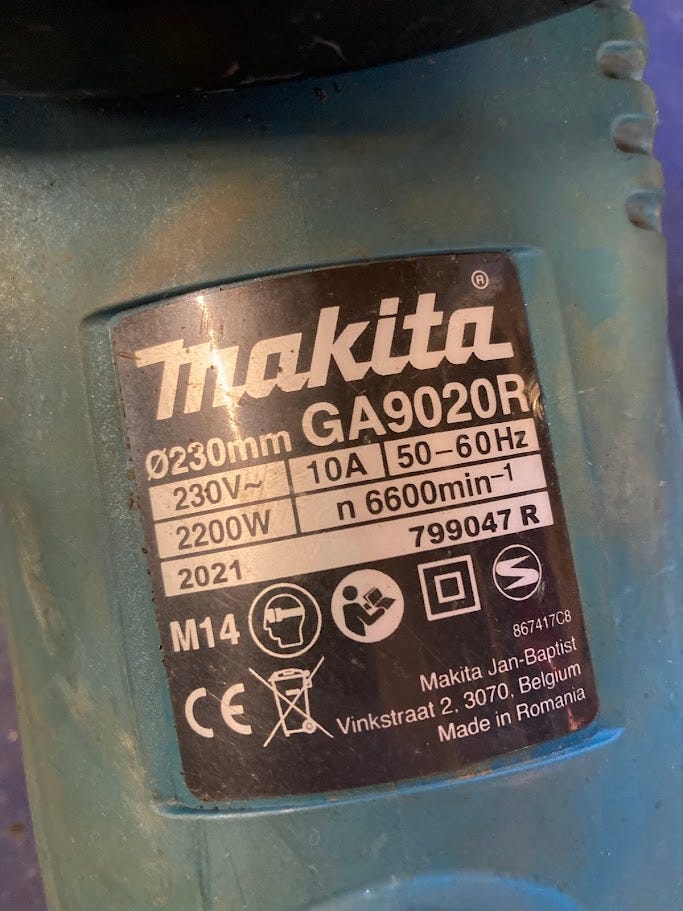 makita ®
Ø230mm GA9020R
230V~ 10A 50-60Hz
2200W n 6600min⁻¹
2021 799047 R
M14
867417C8
CE Makita Jan-Baptist
Vinkstraat 2, 3070, Belgium
Made in Romania